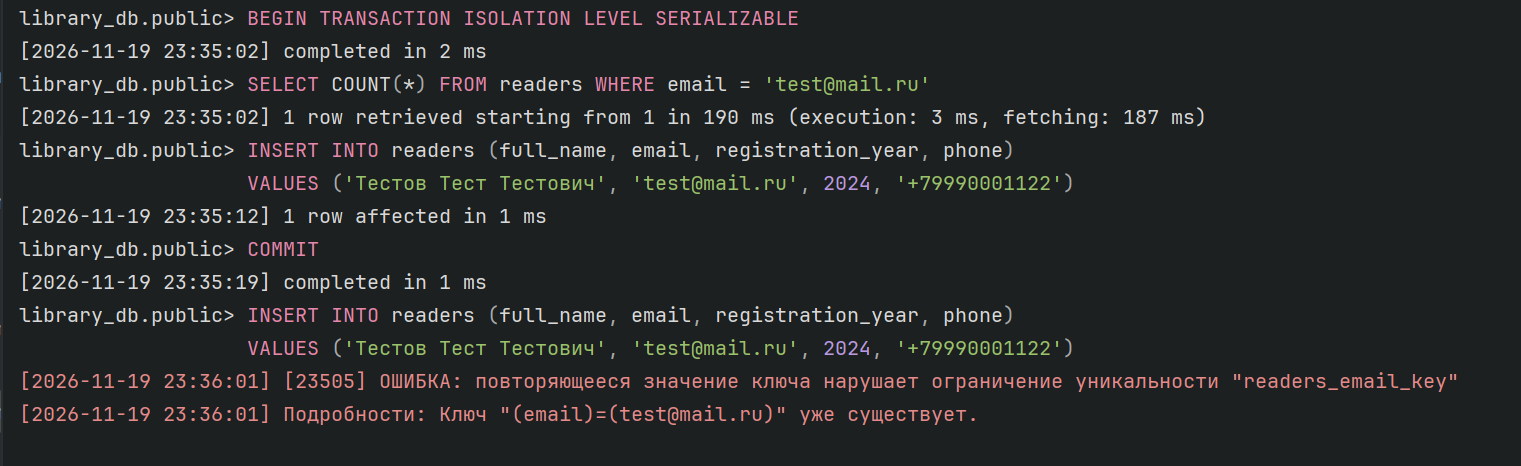 library_db.public> BEGIN TRANSACTION ISOLATION LEVEL SERIALIZABLE
[2026-11-19 23:35:02] completed in 2 ms
library_db.public> SELECT COUNT(*) FROM readers WHERE email = 'test@mail.ru'
[2026-11-19 23:35:02] 1 row retrieved starting from 1 in 190 ms (execution: 3 ms, fetching: 187 ms)
library_db.public> INSERT INTO readers (full_name, email, registration_year, phone)
VALUES ('Тестов Тест Тестович', 'test@mail.ru', 2024, '+79990001122')
[2026-11-19 23:35:12] 1 row affected in 1 ms
library_db.public> COMMIT
[2026-11-19 23:35:19] completed in 1 ms
library_db.public> INSERT INTO readers (full_name, email, registration_year, phone)
VALUES ('Тестов Тест Тестович', 'test@mail.ru', 2024, '+79990001122')
[2026-11-19 23:36:01] [23505] ОШИБКА: повторяющееся значение ключа нарушает ограничение уникальности "readers_email_key"
[2026-11-19 23:36:01] Подробности: Ключ "(email)=(test@mail.ru)" уже существует.